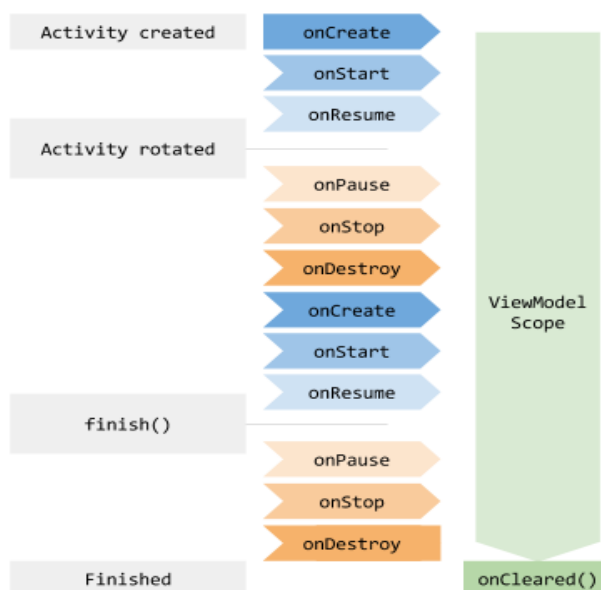 Activity created
onCreate
onStart
onResume
Activity rotated
onPause
onStop
onDestroy
onCreate
ViewModel
Scope
onStart
onResume
finish()
onPause
onStop
onDestroy
Finished
onCleared()